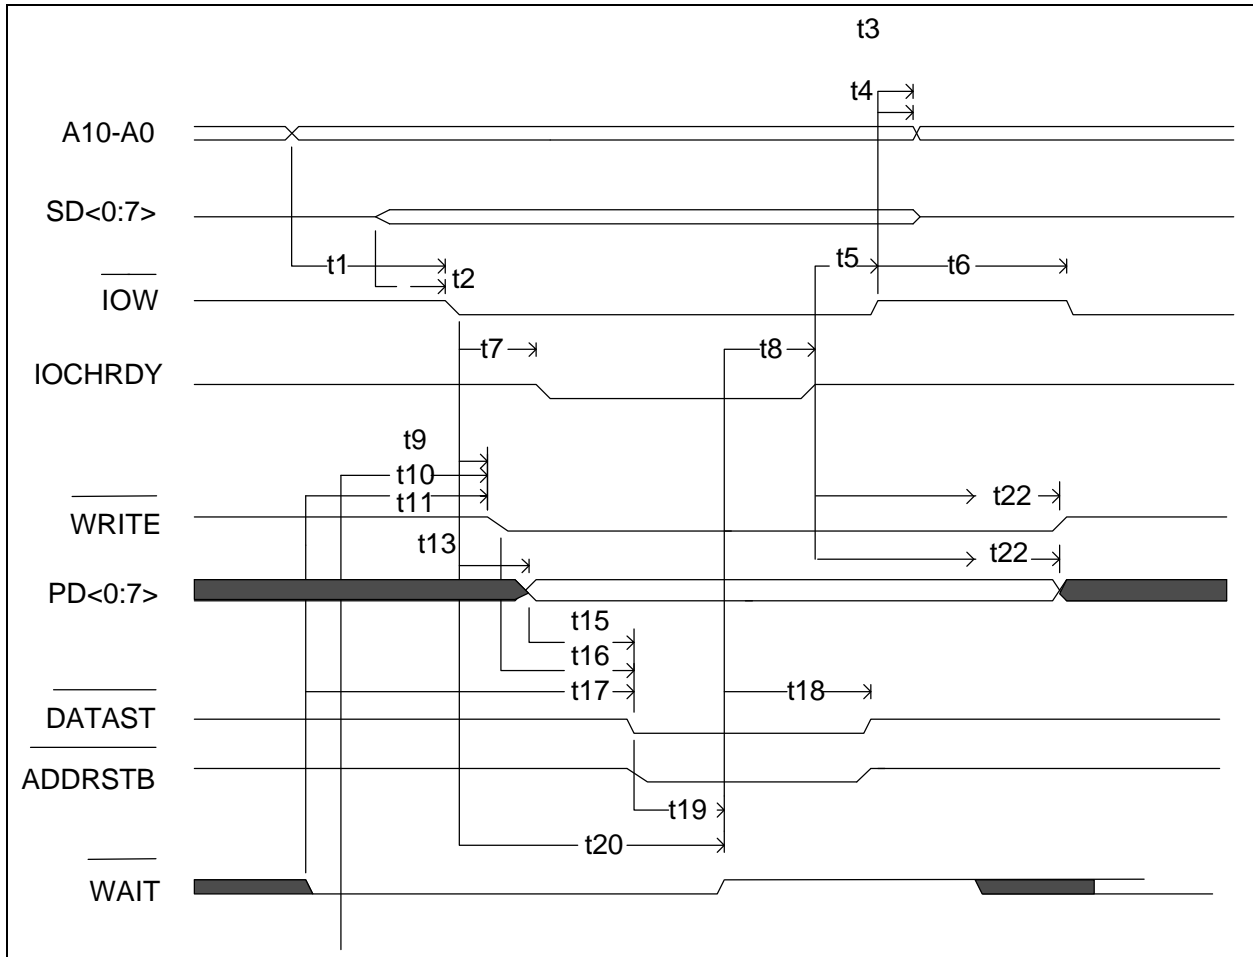 t3
t4
A10-A0
SD<0:7>
t1
t2
t5
t6
IOW
t7
t8
IOCHRDY
t9
t10
t11
t22
WRITE
t13
t22
PD<0:7>
t15
t16
t17
t18
DATAST
ADDRSTB
t19
t20
WAIT